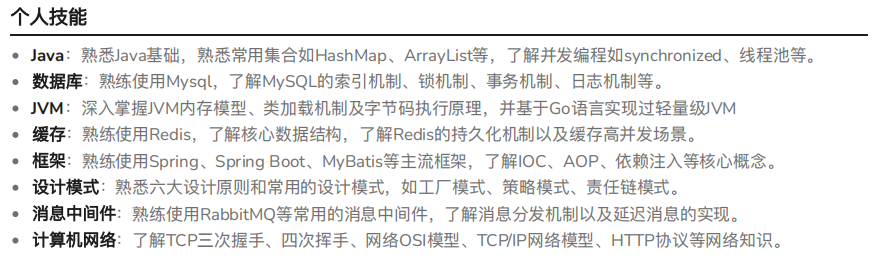 个人技能
• Java：熟悉Java基础，熟悉常用集合如HashMap、ArrayList等，了解并发编程如synchronized、线程池等。
• 数据库：熟练使用Mysql，了解MySQL的索引机制、锁机制、事务机制、日志机制等。
• JVM：深入掌握JVM内存模型、类加载机制及字节码执行原理，并基于Go语言实现过轻量级JVM
• 缓存：熟练使用Redis，了解核心数据结构，了解Redis的持久化机制以及缓存高并发场景。
• 框架：熟练使用Spring、Spring Boot、MyBatis等主流框架，了解IOC、AOP、依赖注入等核心概念。
• 设计模式：熟悉六大设计原则和常用的设计模式，如工厂模式、策略模式、责任链模式。
• 消息中间件：熟练使用RabbitMQ等常用的消息中间件，了解消息分发机制以及延迟消息的实现。
• 计算机网络：了解TCP三次握手、四次挥手、网络OSI模型、TCP/IP网络模型、HTTP协议等网络知识。